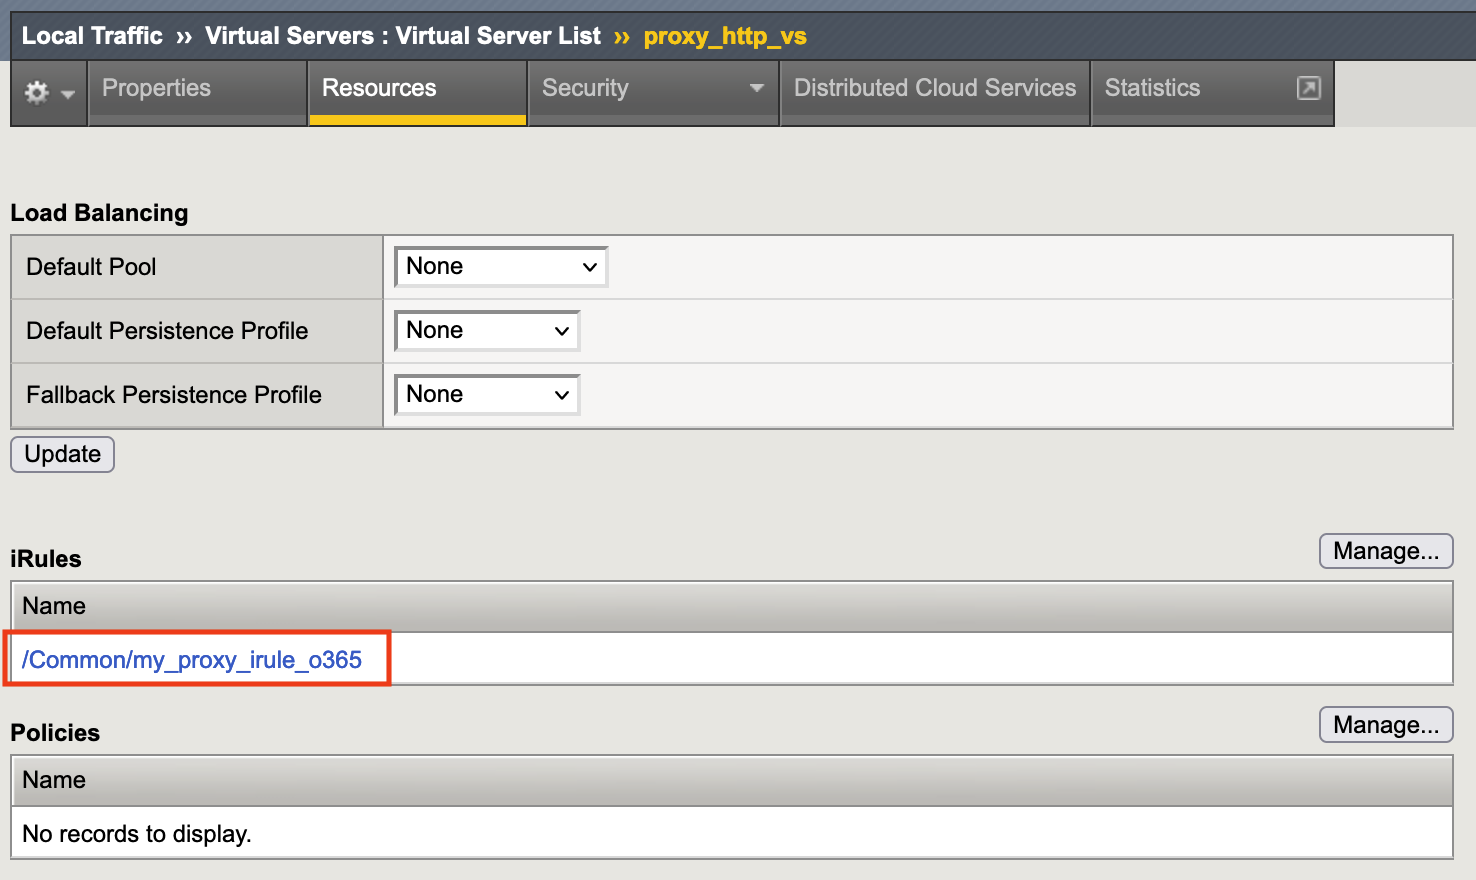 Local Traffic ›› Virtual Servers : Virtual Server List ›› proxy_http_vs
Properties Resources Security Distributed Cloud Services Statistics
Load Balancing
Default Pool None
Default Persistence Profile None
Fallback Persistence Profile None
Update
iRules Manage...
Name
/Common/my_proxy_irule_o365
Policies Manage...
Name
No records to display.